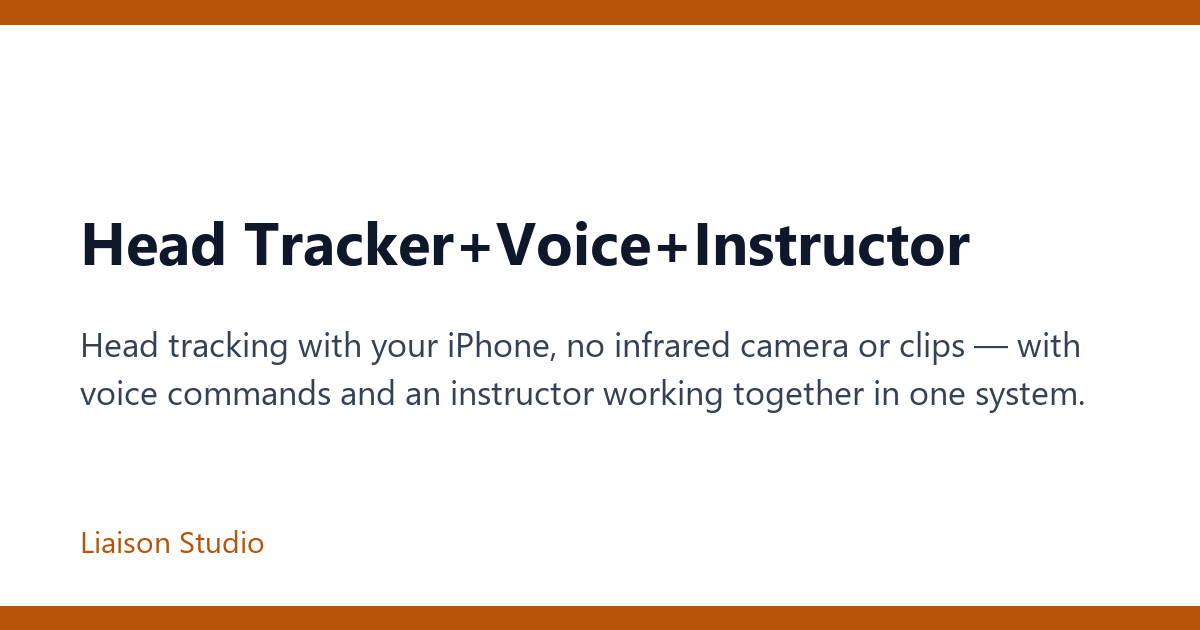 Head Tracker+Voice+Instructor
Head tracking with your iPhone, no infrared camera or clips — with
voice commands and an instructor working together in one system.
Liaison Studio